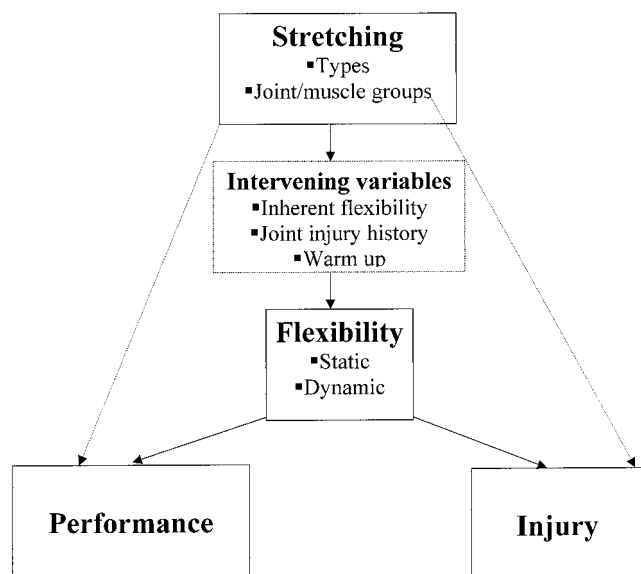 Stretching
▪Types
▪Joint/muscle groups
Intervening variables
▪Inherent flexibility
▪Joint injury history
▪Warm up
Flexibility
▪Static
▪Dynamic
Performance
Injury